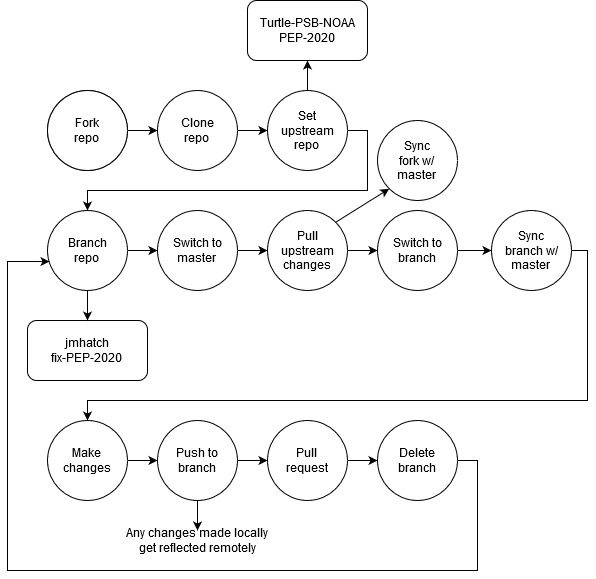 Turtle-PSB-NOAA
PEP-2020
Fork
repo
Clone
repo
Set
upstream
repo
Sync
fork w/
master
Branch
repo
Switch to
master
Pull
upstream
changes
Switch to
branch
Sync
branch w/
master
jmhatch
fix-PEP-2020
Make
changes
Push to
branch
Pull
request
Delete
branch
Any changes made locally
get reflected remotely